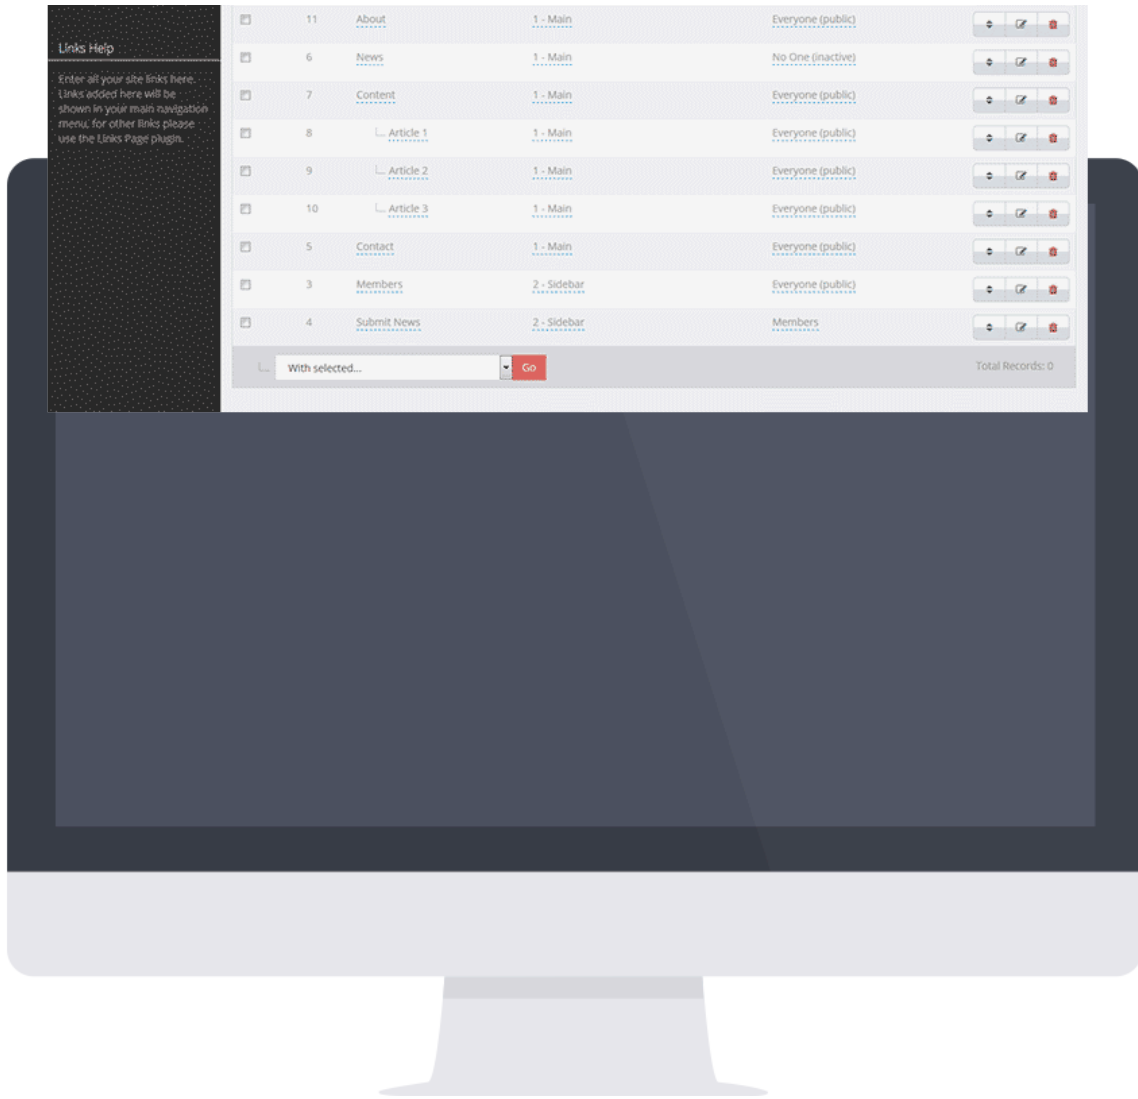 11 About 1 - Main Everyone (public)
Links Help
6 News 1 - Main No One (inactive)
Enter all your site links here.
Links added here will be
shown in your main navigation
menu, for other links please
use the Links Page plugin.
7 Content 1 - Main Everyone (public)
8 Article 1 1 - Main Everyone (public)
9 Article 2 1 - Main Everyone (public)
10 Article 3 1 - Main Everyone (public)
5 Contact 1 - Main Everyone (public)
3 Members 2 - Sidebar Everyone (public)
4 Submit News 2 - Sidebar Members
With selected... Go Total Records: 0